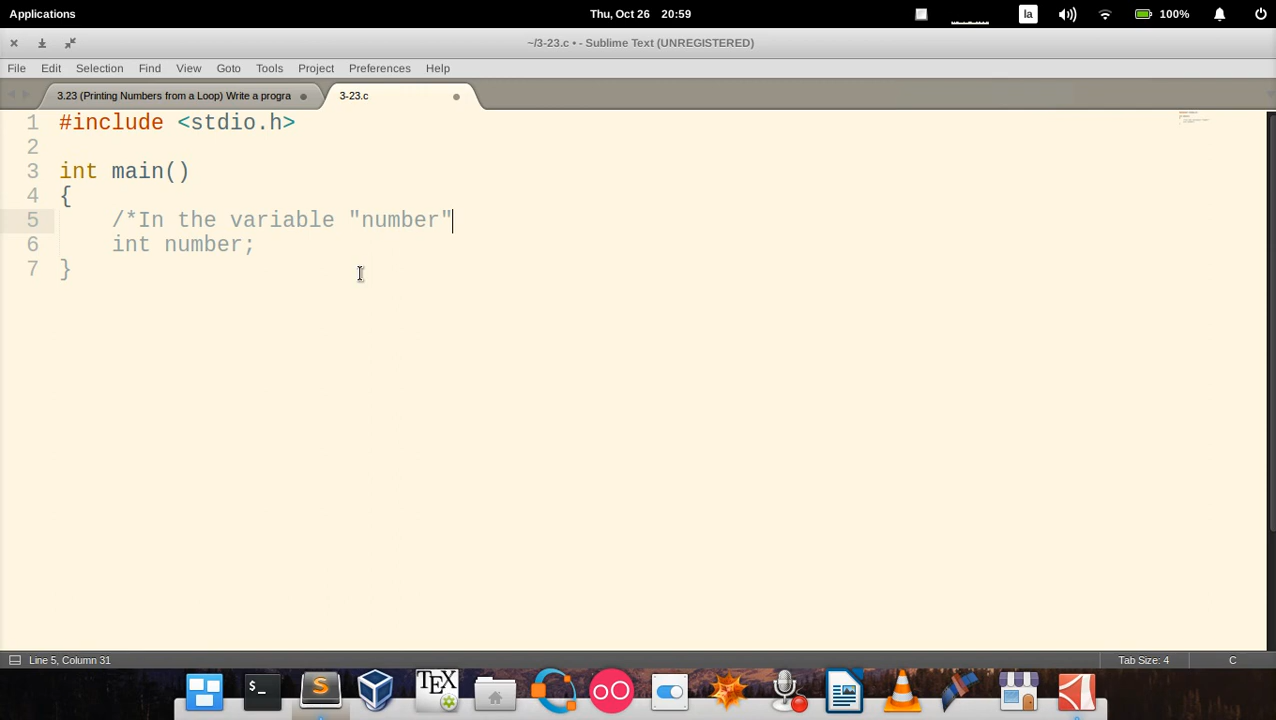 Applications
Thu, Oct 26 20:59
la
100%
~/3-23.c • - Sublime Text (UNREGISTERED)
File Edit Selection Find View Goto Tools Project Preferences Help
3.23 (Printing Numbers from a Loop) Write a progra
3-23.c
1 #include <stdio.h>
2
3 int main()
4 {
5 /*In the variable "number"
6 int number;
7 }
Line 5, Column 31
Tab Size: 4
C
>_
S
TEX